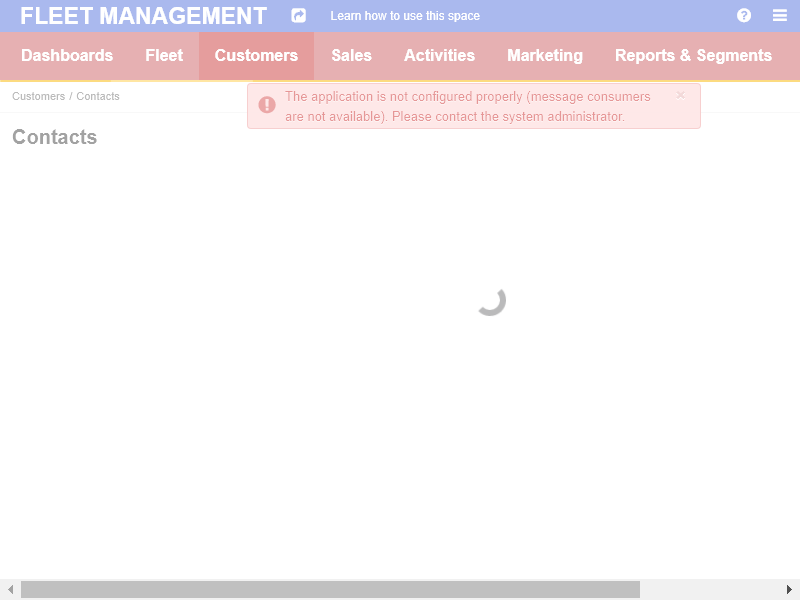 FLEET MANAGEMENT
Learn how to use this space
Dashboards Fleet Customers Sales Activities Marketing Reports & Segments
Customers / Contacts
The application is not configured properly (message consumers
are not available). Please contact the system administrator.
×
Contacts